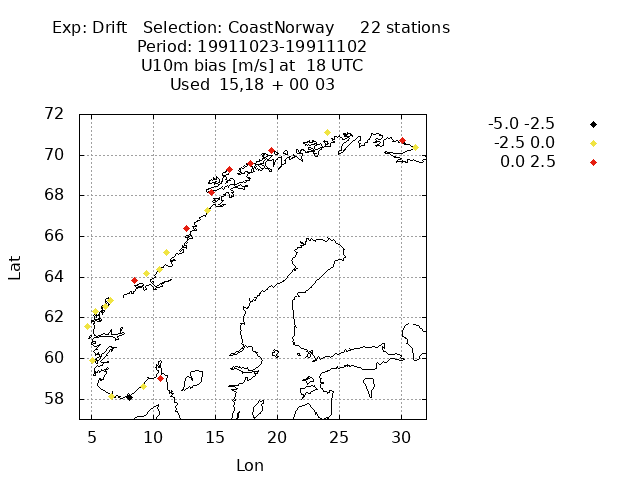 Exp: Drift   Selection: CoastNorway     22 stations
Period: 19911023-19911102
U10m bias [m/s] at  18 UTC
Used  15,18 + 00 03
-5.0 -2.5
-2.5 0.0
0.0 2.5
72
70
68
66
64
62
60
58
Lat
5 10 15 20 25 30
Lon